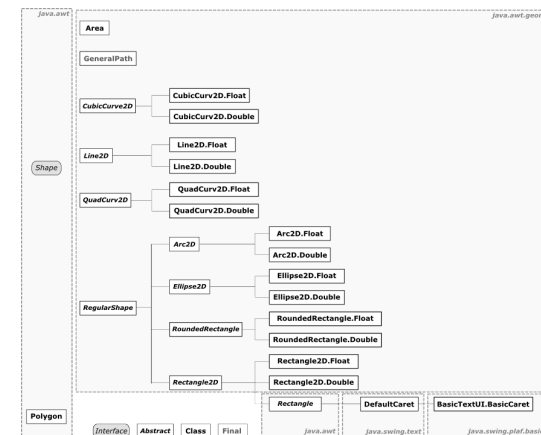 java.awt
java.awt.geor
Area
GeneralPath
CubicCurve2D
CubicCurv2D.Float
CubicCurv2D.Double
Line2D
Line2D.Float
Line2D.Double
Shape
QuadCurv2D
QuadCurv2D.Float
QuadCurv2D.Double
RegularShape
Arc2D
Arc2D.Float
Arc2D.Double
Ellipse2D
Ellipse2D.Float
Ellipse2D.Double
RoundedRectangle
RoundedRectangle.Float
RoundedRectangle.Double
Rectangle2D
Rectangle2D.Float
Rectangle2D.Double
Rectangle
DefaultCaret
BasicTextUI.BasicCaret
Polygon
Interface
Abstract
Class
Final
java.awt
java.swing.text
java.swing.plaf.basic